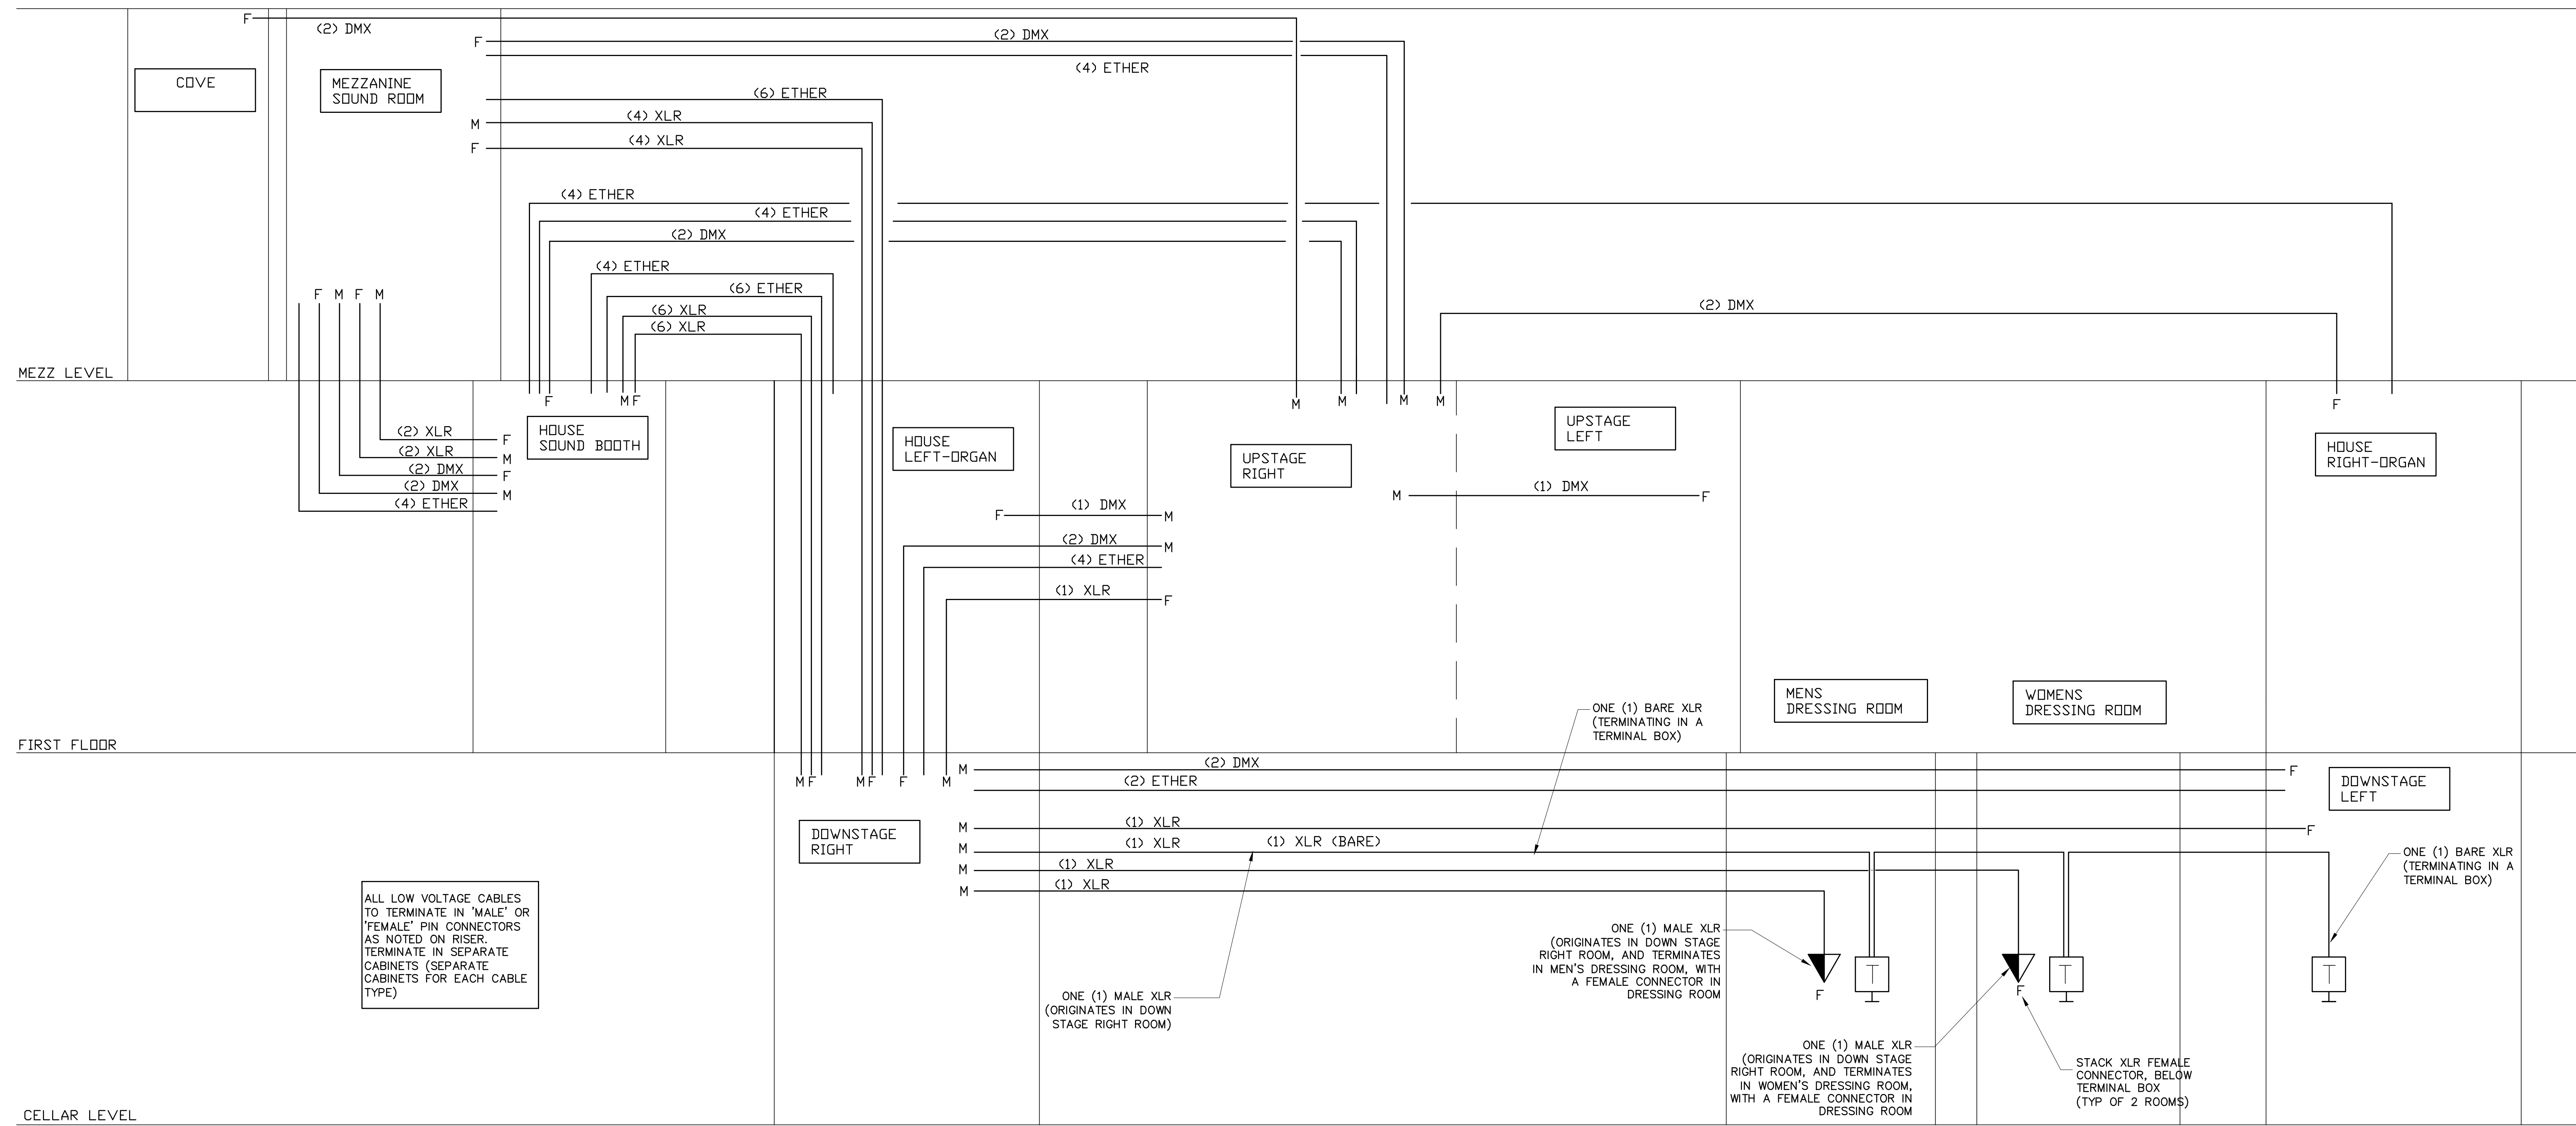 F
(2) DMX
F
(2) DMX
(4) ETHER
COVE
MEZZANINE
SOUND ROOM
(6) ETHER
M
(4) XLR
F
(4) XLR
(4) ETHER
(4) ETHER
(2) DMX
(4) ETHER
(6) ETHER
(6) XLR
(6) XLR
F M F M
(2) DMX
MEZZ LEVEL
F
M F
M
M
M
M
F
HOUSE
SOUND BOOTH
HOUSE
LEFT-ORGAN
UPSTAGE
RIGHT
UPSTAGE
LEFT
HOUSE
RIGHT-ORGAN
(2) XLR
F
(2) XLR
M
(2) DMX
F
(2) DMX
M
(4) ETHER
M
(1) DMX
F
F
(1) DMX
M
(2) DMX
M
(4) ETHER
(1) XLR
F
MENS
DRESSING ROOM
WOMENS
DRESSING ROOM
ONE (1) BARE XLR
(TERMINATING IN A
TERMINAL BOX)
FIRST FLOOR
M F
M F
F
M
M
(2) DMX
F
(2) ETHER
DOWNSTAGE
LEFT
DOWNSTAGE
RIGHT
M
(1) XLR
F
M
(1) XLR
(1) XLR (BARE)
M
(1) XLR
M
(1) XLR
ONE (1) BARE XLR
(TERMINATING IN A
TERMINAL BOX)
ALL LOW VOLTAGE CABLES
TO TERMINATE IN 'MALE' OR
'FEMALE' PIN CONNECTORS
AS NOTED ON RISER.
TERMINATE IN SEPARATE
CABINETS (SEPARATE
CABINETS FOR EACH CABLE
TYPE)
ONE (1) MALE XLR
(ORIGINATES IN DOWN
STAGE RIGHT ROOM)
ONE (1) MALE XLR
(ORIGINATES IN DOWN STAGE
RIGHT ROOM, AND TERMINATES
IN MEN'S DRESSING ROOM, WITH
A FEMALE CONNECTOR IN
DRESSING ROOM
F
T
F
T
T
ONE (1) MALE XLR
(ORIGINATES IN DOWN STAGE
RIGHT ROOM, AND TERMINATES
IN WOMEN'S DRESSING ROOM,
WITH A FEMALE CONNECTOR IN
DRESSING ROOM
STACK XLR FEMALE
CONNECTOR, BELOW
TERMINAL BOX
(TYP OF 2 ROOMS)
CELLAR LEVEL